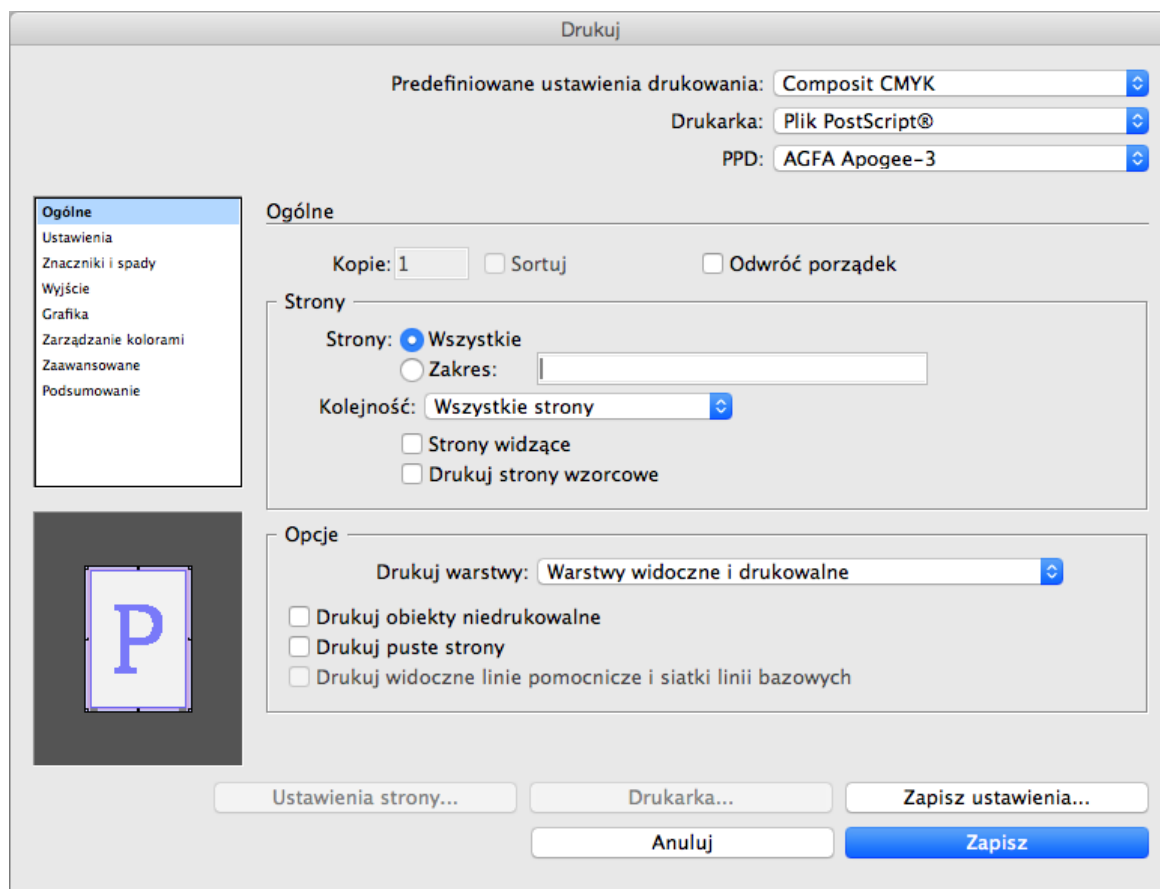 Drukuj
Predefiniowane ustawienia drukowania: Composit CMYK
Drukarka: Plik PostScript®
PPD: AGFA Apogee-3
Ogólne
Ustawienia
Znaczniki i spady
Wyjście
Grafika
Zarządzanie kolorami
Zaawansowane
Podsumowanie
Ogólne
Kopie: 1 Sortuj Odwróć porządek
Strony
Strony: Wszystkie
Zakres:
Kolejność: Wszystkie strony
Strony widzące
Drukuj strony wzorcowe
P
Opcje
Drukuj warstwy: Warstwy widoczne i drukowalne
Drukuj obiekty niedrukowalne
Drukuj puste strony
Drukuj widoczne linie pomocnicze i siatki linii bazowych
Ustawienia strony... Drukarka... Zapisz ustawienia...
Anuluj Zapisz